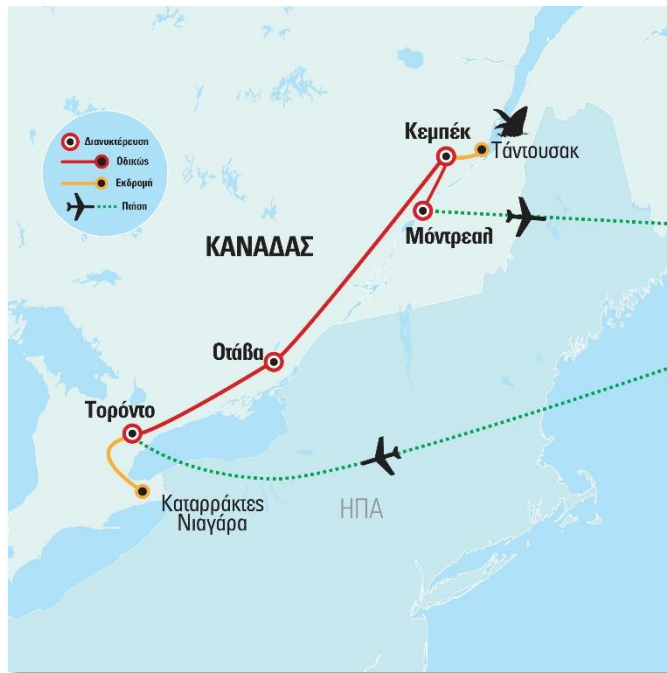 Διανυκτέρευση
Οδικώς
Εκδρομή
Πτήση
Κεμπέκ
Τάντουσακ
Μόντρεαλ
ΚΑΝΑΔΑΣ
Οτάβα
Τορόντο
Καταρράκτες
Νιαγάρα
ΗΠΑ